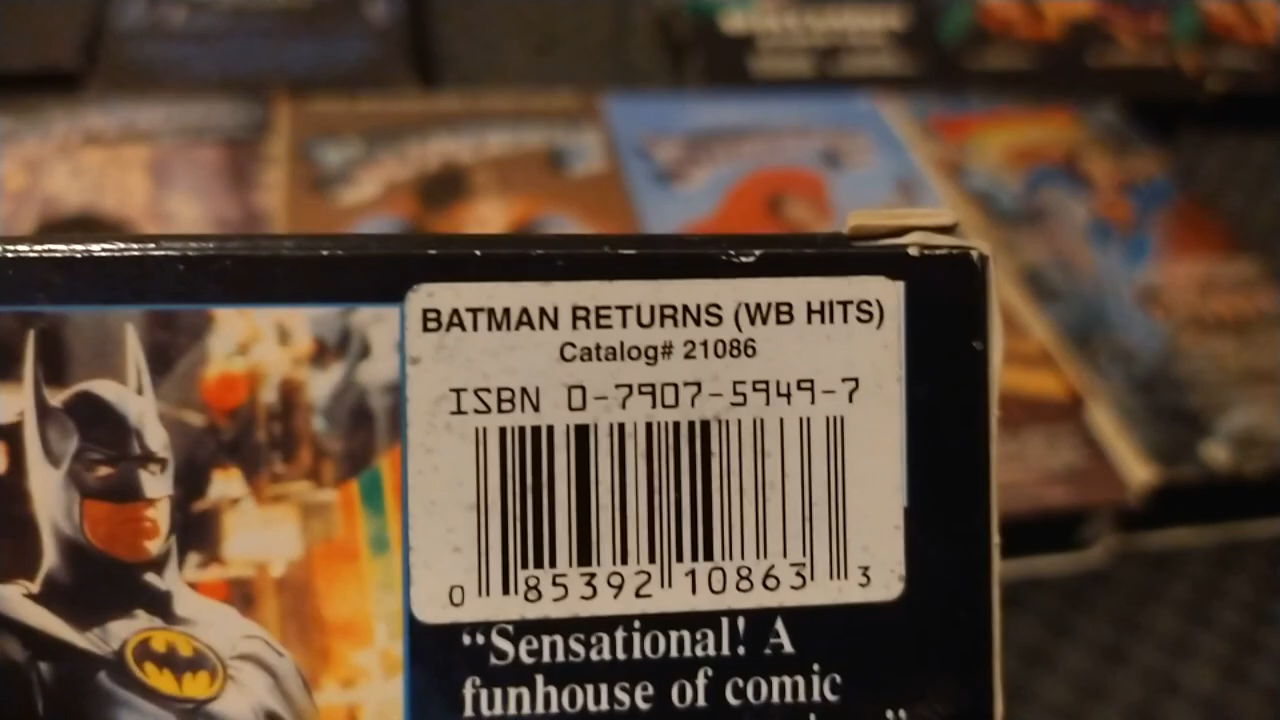 BATMAN RETURNS (WB HITS)
Catalog# 21086
ISBN 0-7907-5949-7
0 85392 10863 3
“Sensational! A
funhouse of comic